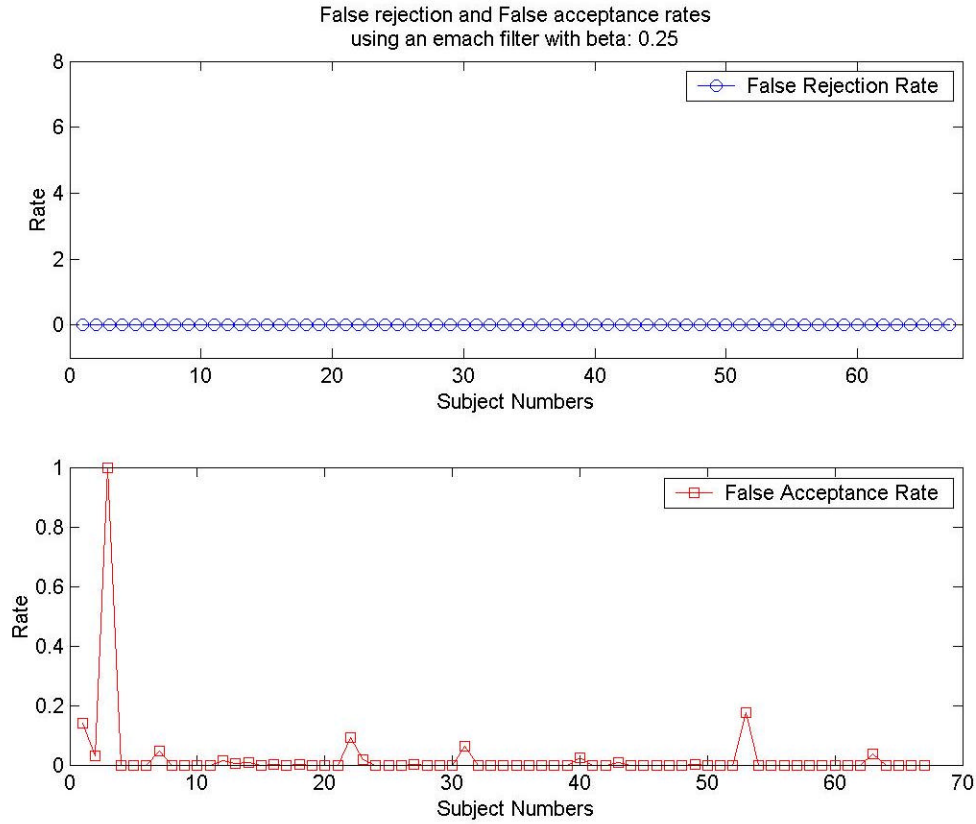 False rejection and False acceptance rates
using an emach filter with beta: 0.25
8
6
4
2
0
Rate
False Rejection Rate
0 10 20 30 40 50 60
Subject Numbers
1
0.8
0.6
0.4
0.2
0
Rate
False Acceptance Rate
0 10 20 30 40 50 60 70
Subject Numbers